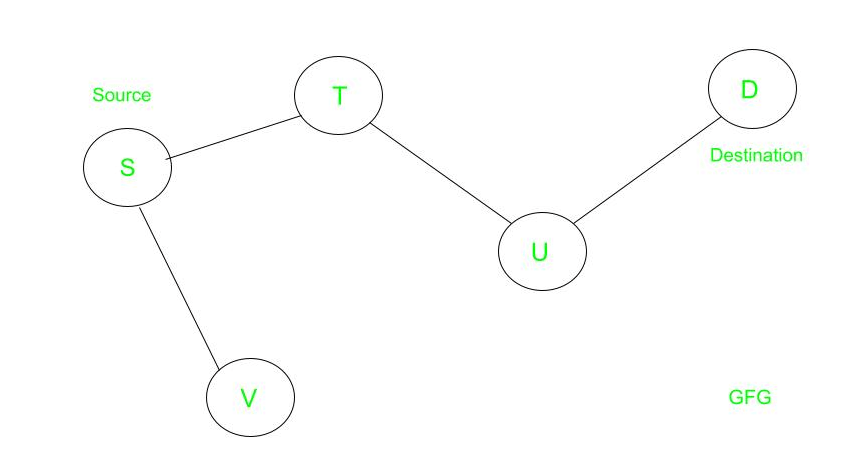 Source
T
D
Destination
S
U
V
GFG